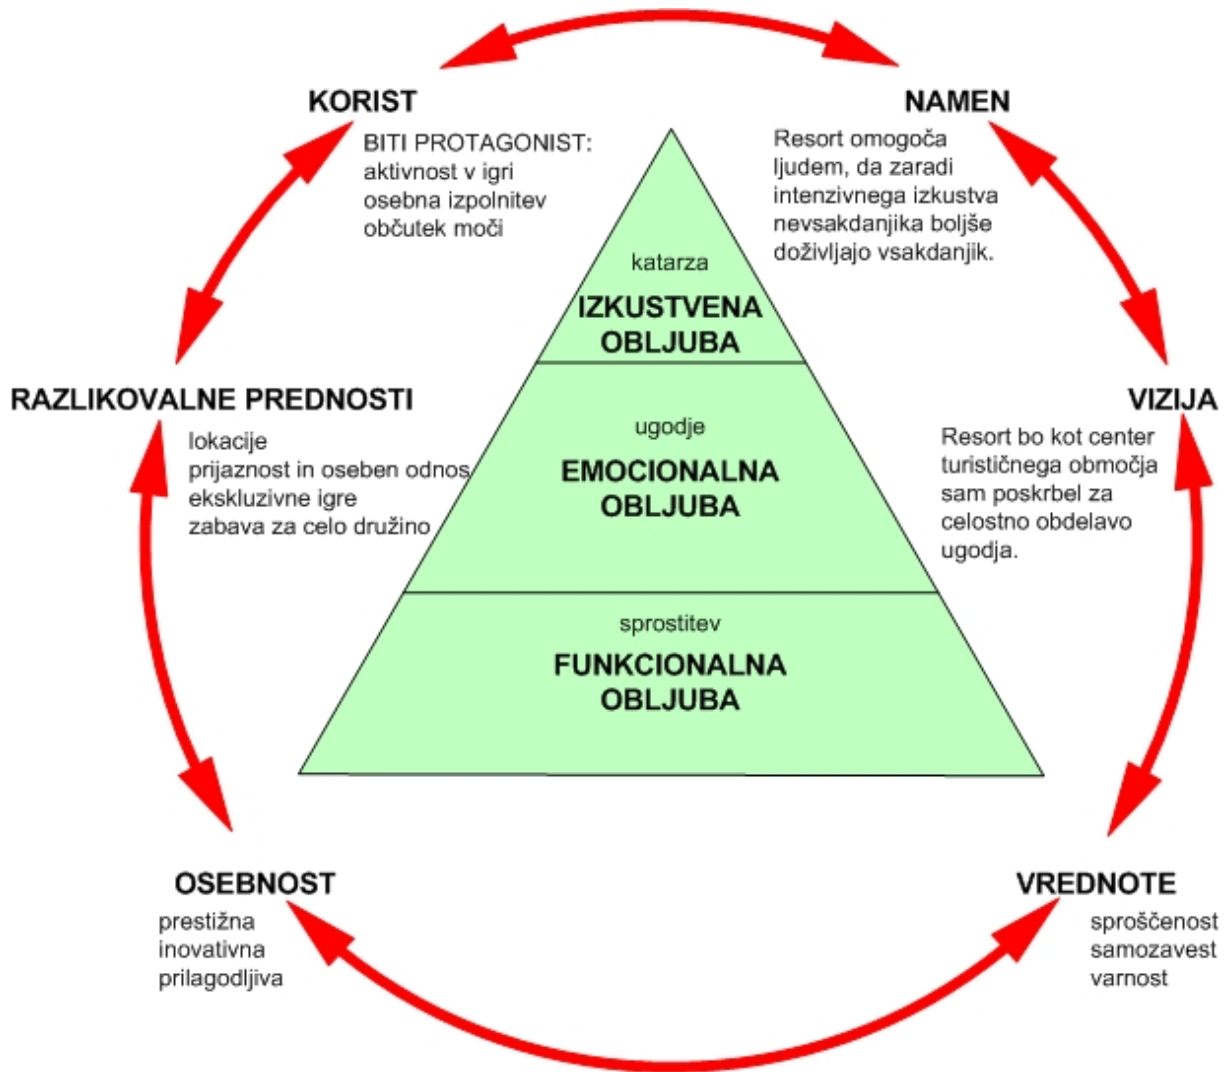 KORIST
BITI PROTAGONIST:
aktivnost v igri
osebna izpolnitev
občutek moči
NAMEN
Resort omogoča
ljudem, da zaradi
intenzivnega izkustva
nevsakdanjika boljše
doživljajo vsakdanjik.
katarza
IZKUSTVENA
OBLJUBA
RAZLIKOVALNE PREDNOSTI
lokacije
prijaznost in oseben odnos
ekskluzivne igre
zabava za celo družino
ugodje
EMOCIONALNA
OBLJUBA
VIZIJA
Resort bo kot center
turističnega območja
sam poskrbel za
celostno obdelavo
ugodja.
sprostitev
FUNKCIONALNA
OBLJUBA
OSEBNOST
prestižna
inovativna
prilagodljiva
VREDNOTE
sproščenost
samozavest
varnost